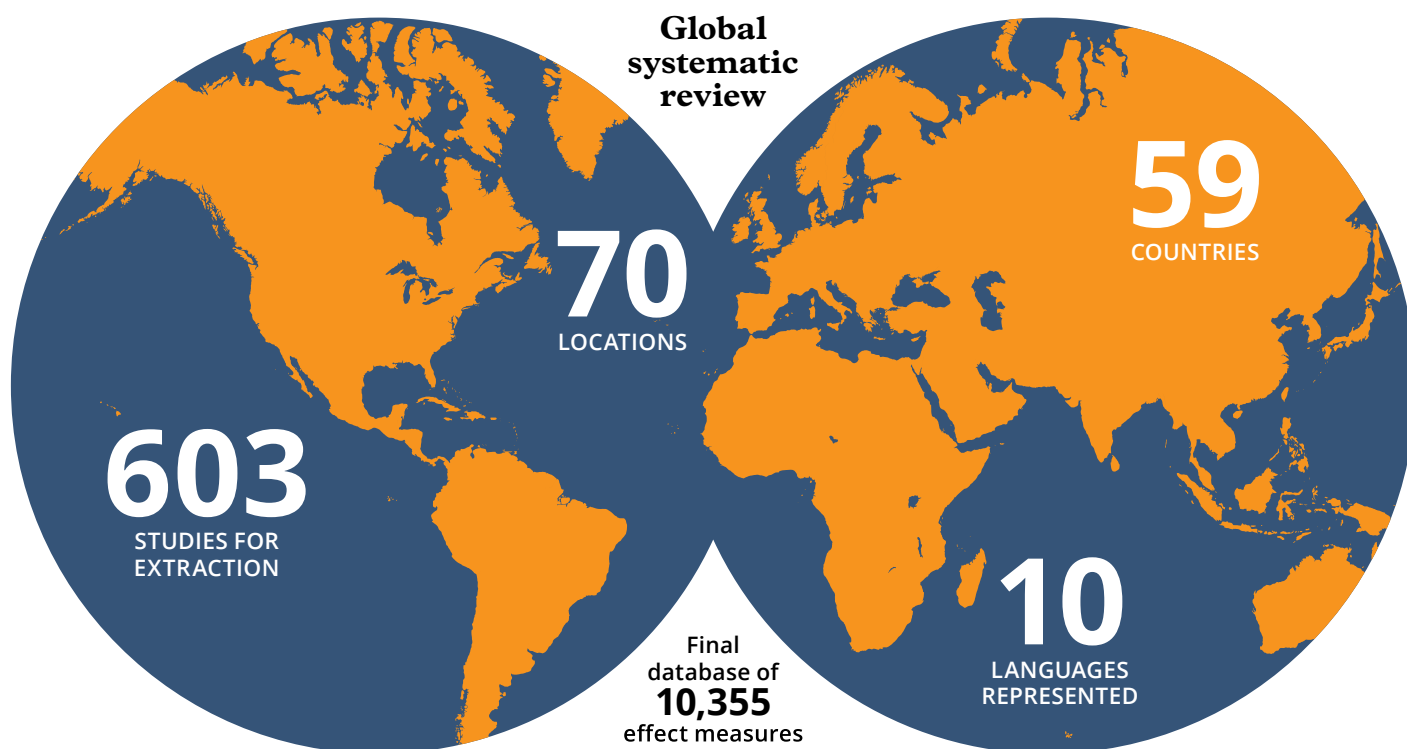 Global
systematic
review
70
LOCATIONS
59
COUNTRIES
603
STUDIES FOR
EXTRACTION
10
LANGUAGES
REPRESENTED
Final
database of
10,355
effect measures